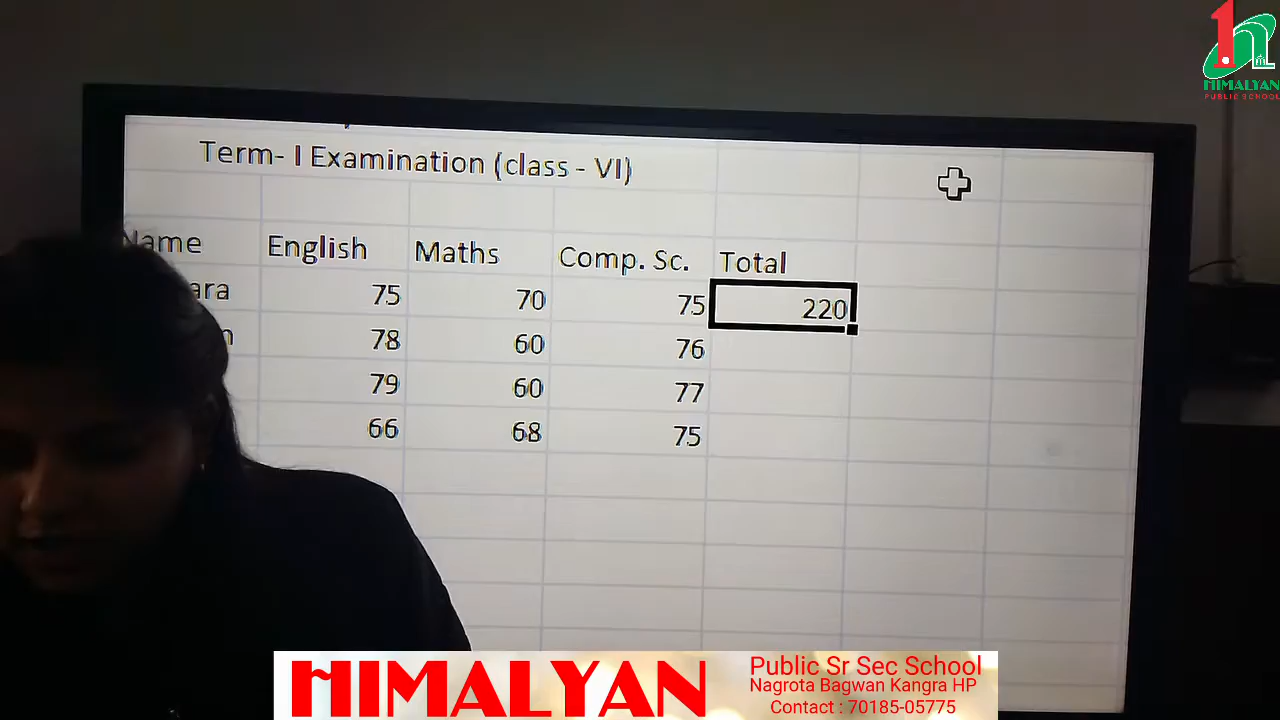 HIMALYAN
PUBLIC SCHOOL
Term- I Examination (class - VI)
Name English Maths Comp. Sc. Total
75 70 75 220
78 60 76
79 60 77
66 68 75
HIMALYAN
Public Sr Sec School
Nagrota Bagwan Kangra HP
Contact : 70185-05775